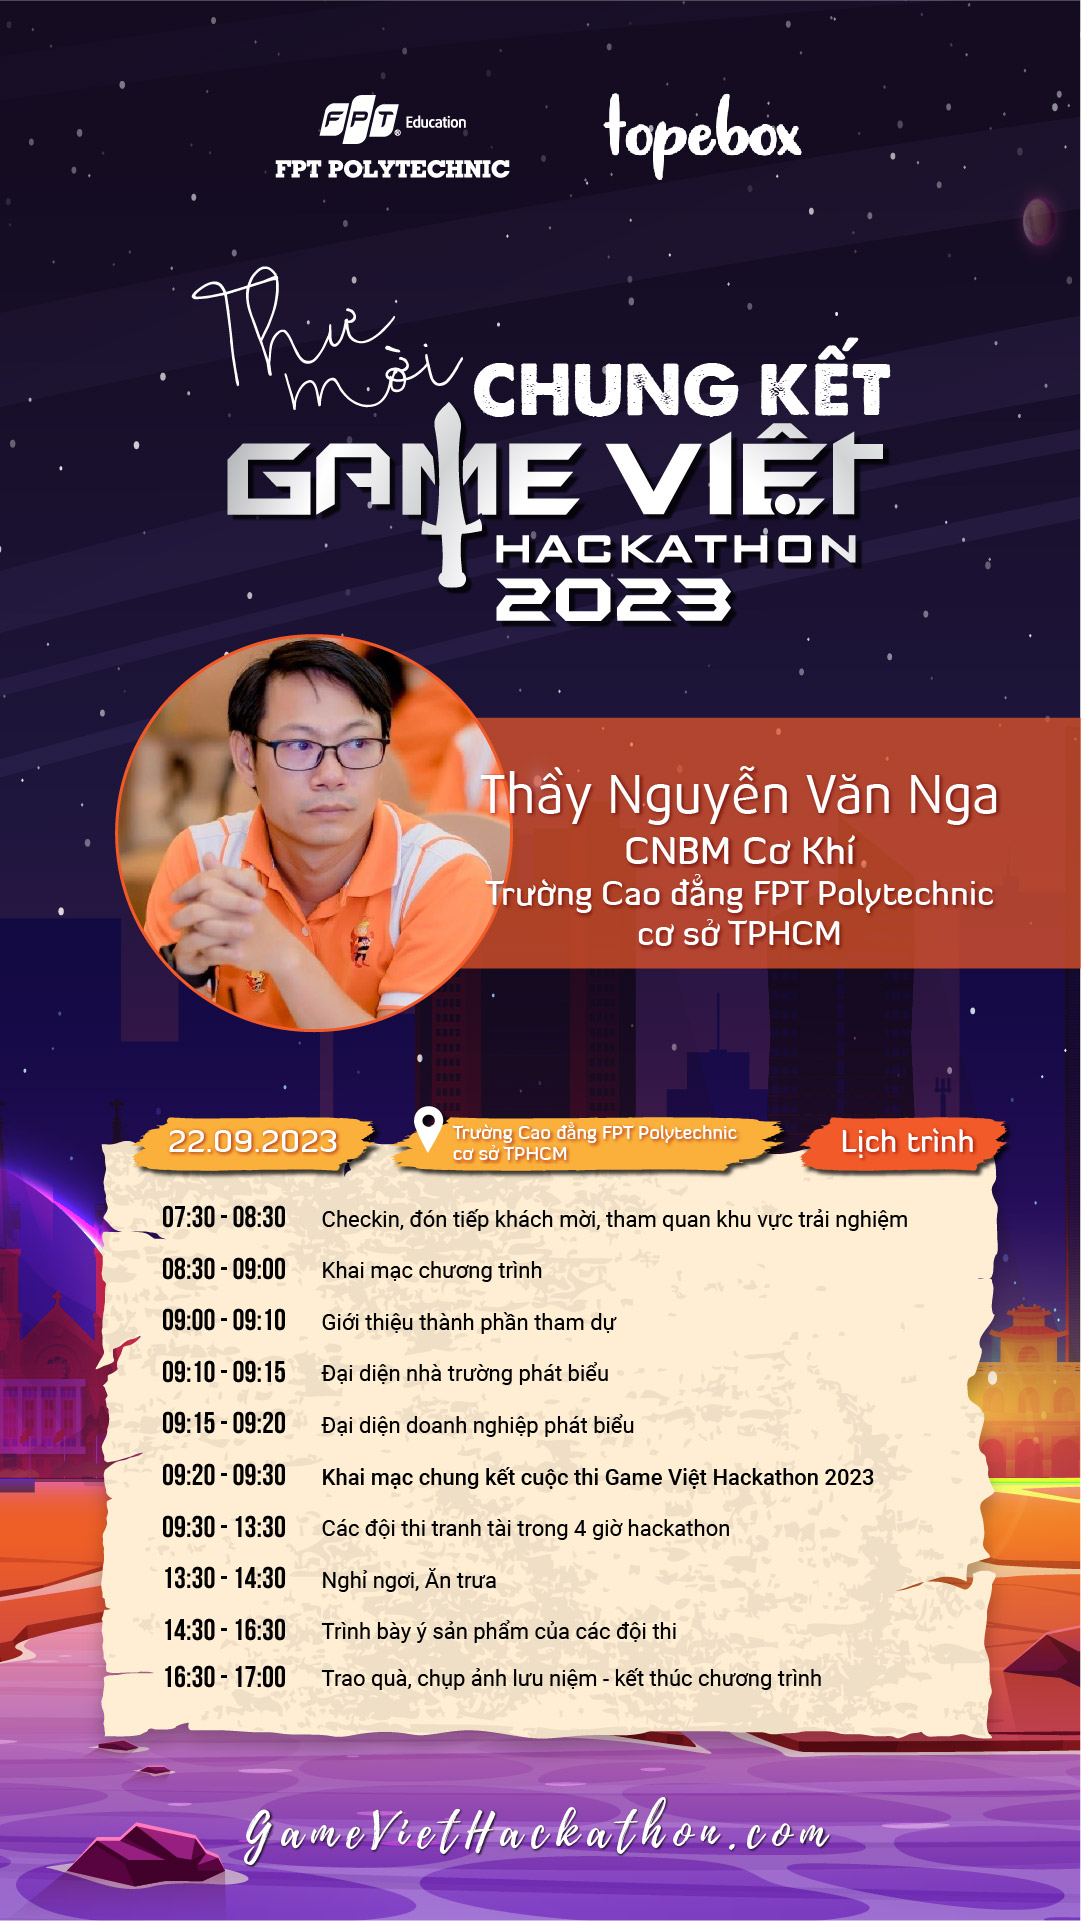 FPT Education
FPT POLYTECHNIC
topebox
Thư mời
CHUNG KẾT
GAME VIỆT
HACKATHON
2023
Thầy Nguyễn Văn Nga
CNBM Cơ Khí
Trường Cao đẳng FPT Polytechnic
cơ sở TPHCM
22.09.2023
Trường Cao đẳng FPT Polytechnic
cơ sở TPHCM
Lịch trình
07:30 - 08:30 Checkin, đón tiếp khách mời, tham quan khu vực trải nghiệm
08:30 - 09:00 Khai mạc chương trình
09:00 - 09:10 Giới thiệu thành phần tham dự
09:10 - 09:15 Đại diện nhà trường phát biểu
09:15 - 09:20 Đại diện doanh nghiệp phát biểu
09:20 - 09:30 Khai mạc chung kết cuộc thi Game Việt Hackathon 2023
09:30 - 13:30 Các đội thi tranh tài trong 4 giờ hackathon
13:30 - 14:30 Nghỉ ngơi, Ăn trưa
14:30 - 16:30 Trình bày ý sản phẩm của các đội thi
16:30 - 17:00 Trao quà, chụp ảnh lưu niệm - kết thúc chương trình
GameVietHackathon.com